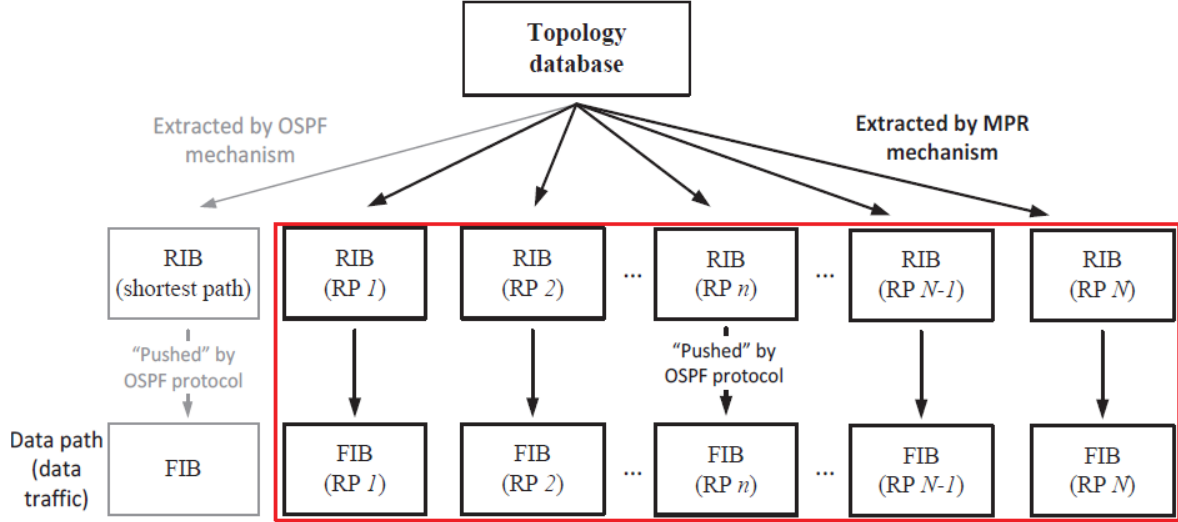 Topology
database
Extracted by OSPF
mechanism
Extracted by MPR
mechanism
RIB
(shortest path)
RIB
(RP 1)
RIB
(RP 2)
...
RIB
(RP n)
...
RIB
(RP N-1)
RIB
(RP N)
“Pushed” by
OSPF protocol
“Pushed” by
OSPF protocol
Data path
(data
traffic)
FIB
FIB
(RP 1)
FIB
(RP 2)
...
FIB
(RP n)
...
FIB
(RP N-1)
FIB
(RP N)